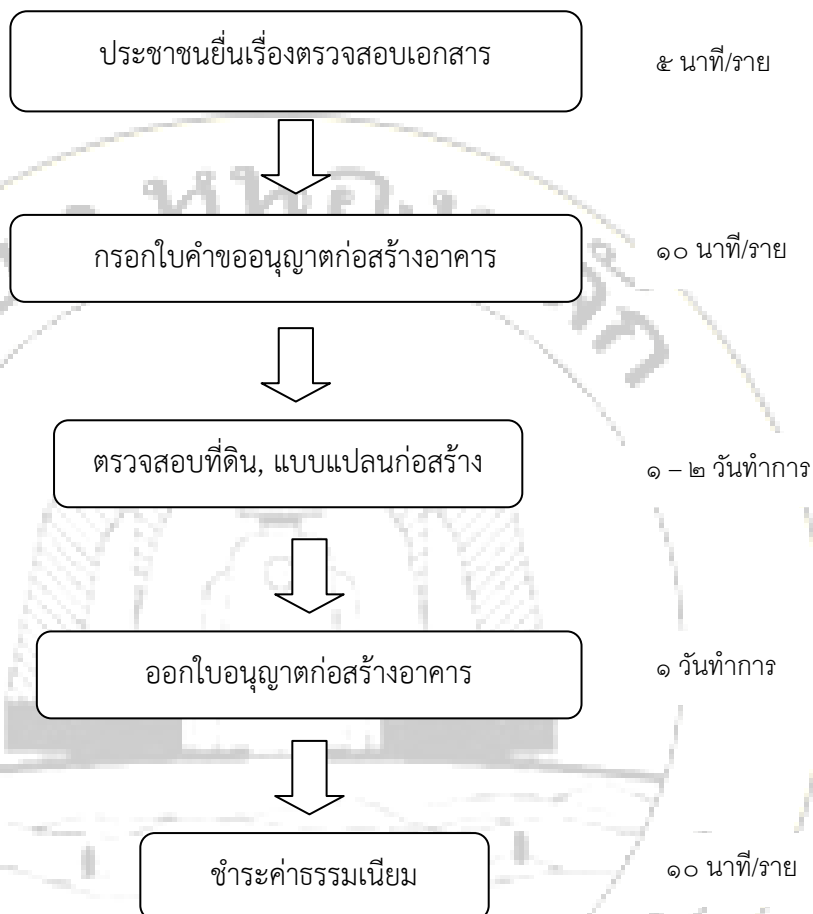 ประชาชนยื่นเรื่องตรวจสอบเอกสาร ๕ นาที/ราย
กรอกใบคำขออนุญาตก่อสร้างอาคาร ๑๐ นาที/ราย
ตรวจสอบที่ดิน, แบบแปลนก่อสร้าง ๑ – ๒ วันทำการ
ออกใบอนุญาตก่อสร้างอาคาร ๑ วันทำการ
ชำระค่าธรรมเนียม ๑๐ นาที/ราย